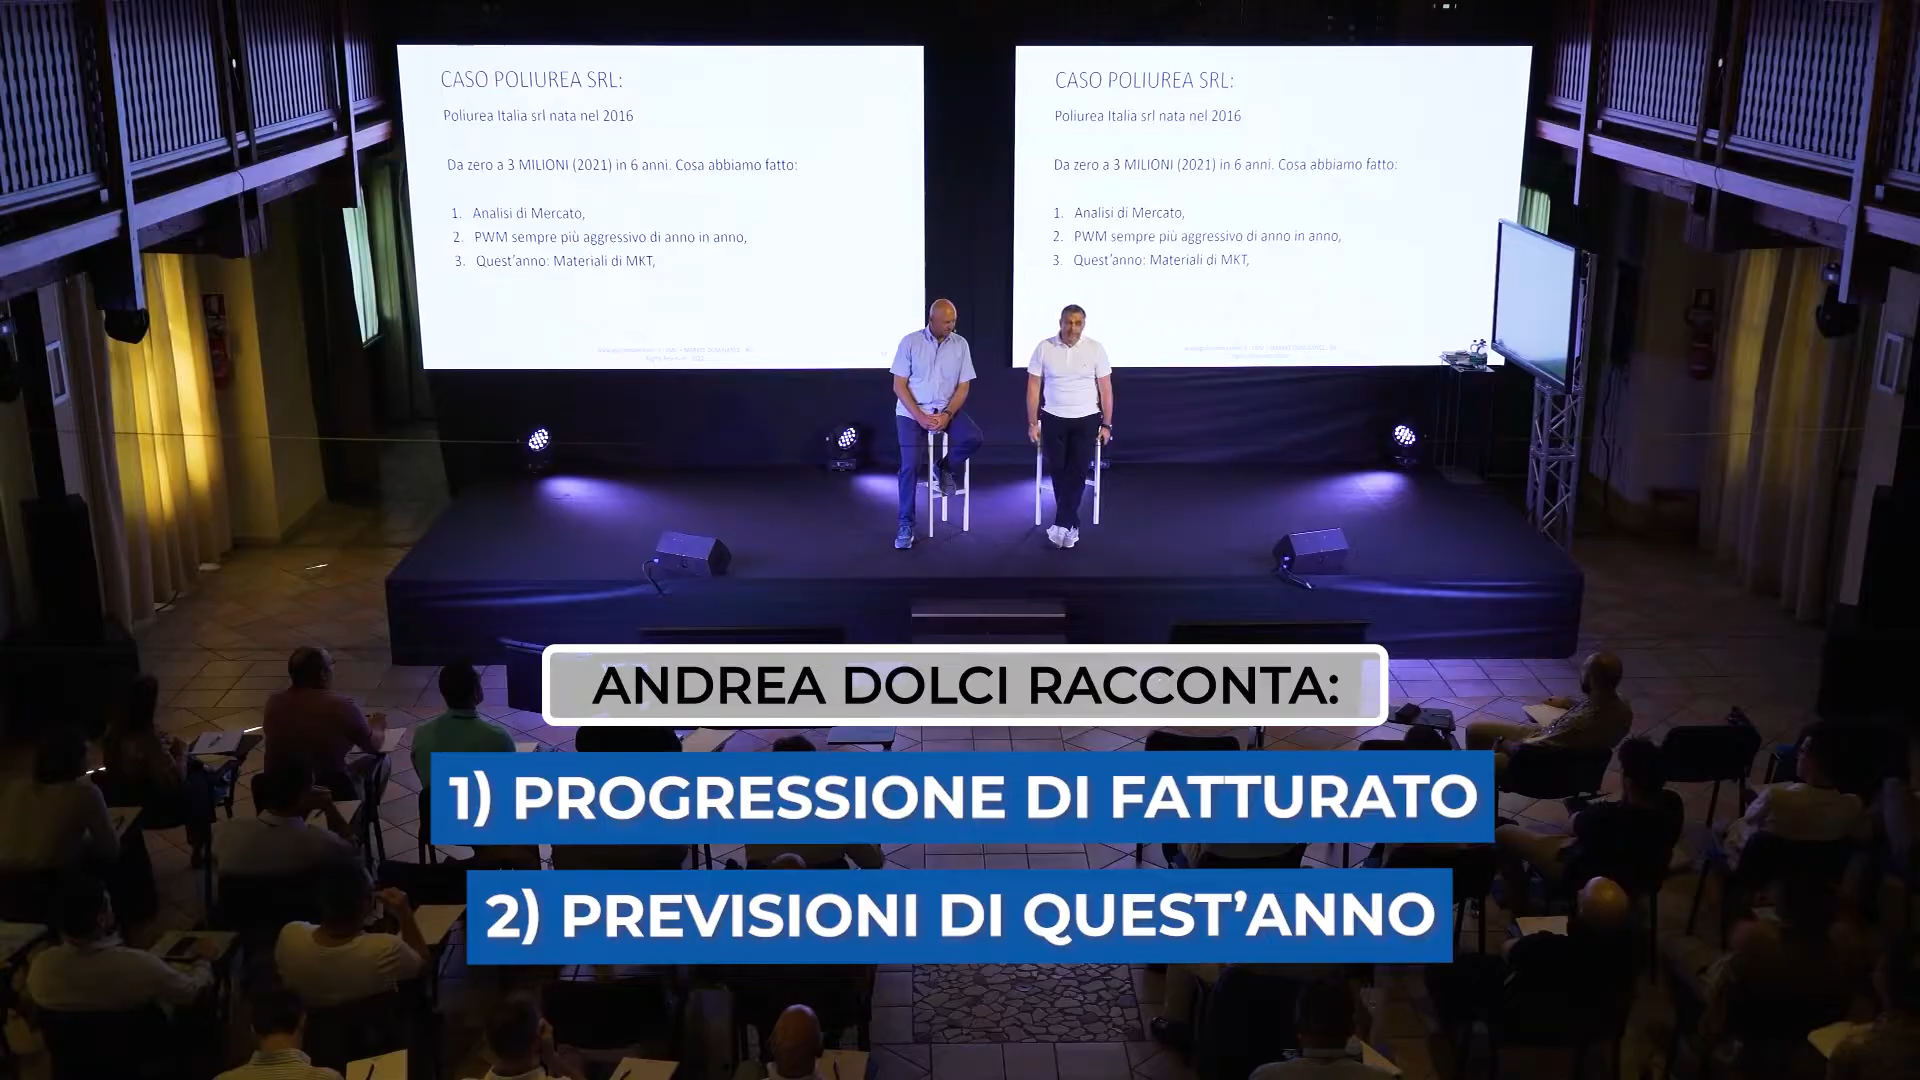 CASO POLIUREA SRL:
Poliurea Italia srl nata nel 2016
Da zero a 3 MILIONI (2021) in 6 anni. Cosa abbiamo fatto:
1. Analisi di Mercato,
2. PWM sempre più aggressivo di anno in anno,
3. Quest'anno: Materiali di MKT,
CASO POLIUREA SRL:
Poliurea Italia srl nata nel 2016
Da zero a 3 MILIONI (2021) in 6 anni. Cosa abbiamo fatto:
1. Analisi di Mercato,
2. PWM sempre più aggressivo di anno in anno,
3. Quest'anno: Materiali di MKT,
ANDREA DOLCI RACCONTA:
1) PROGRESSIONE DI FATTURATO
2) PREVISIONI DI QUEST'ANNO